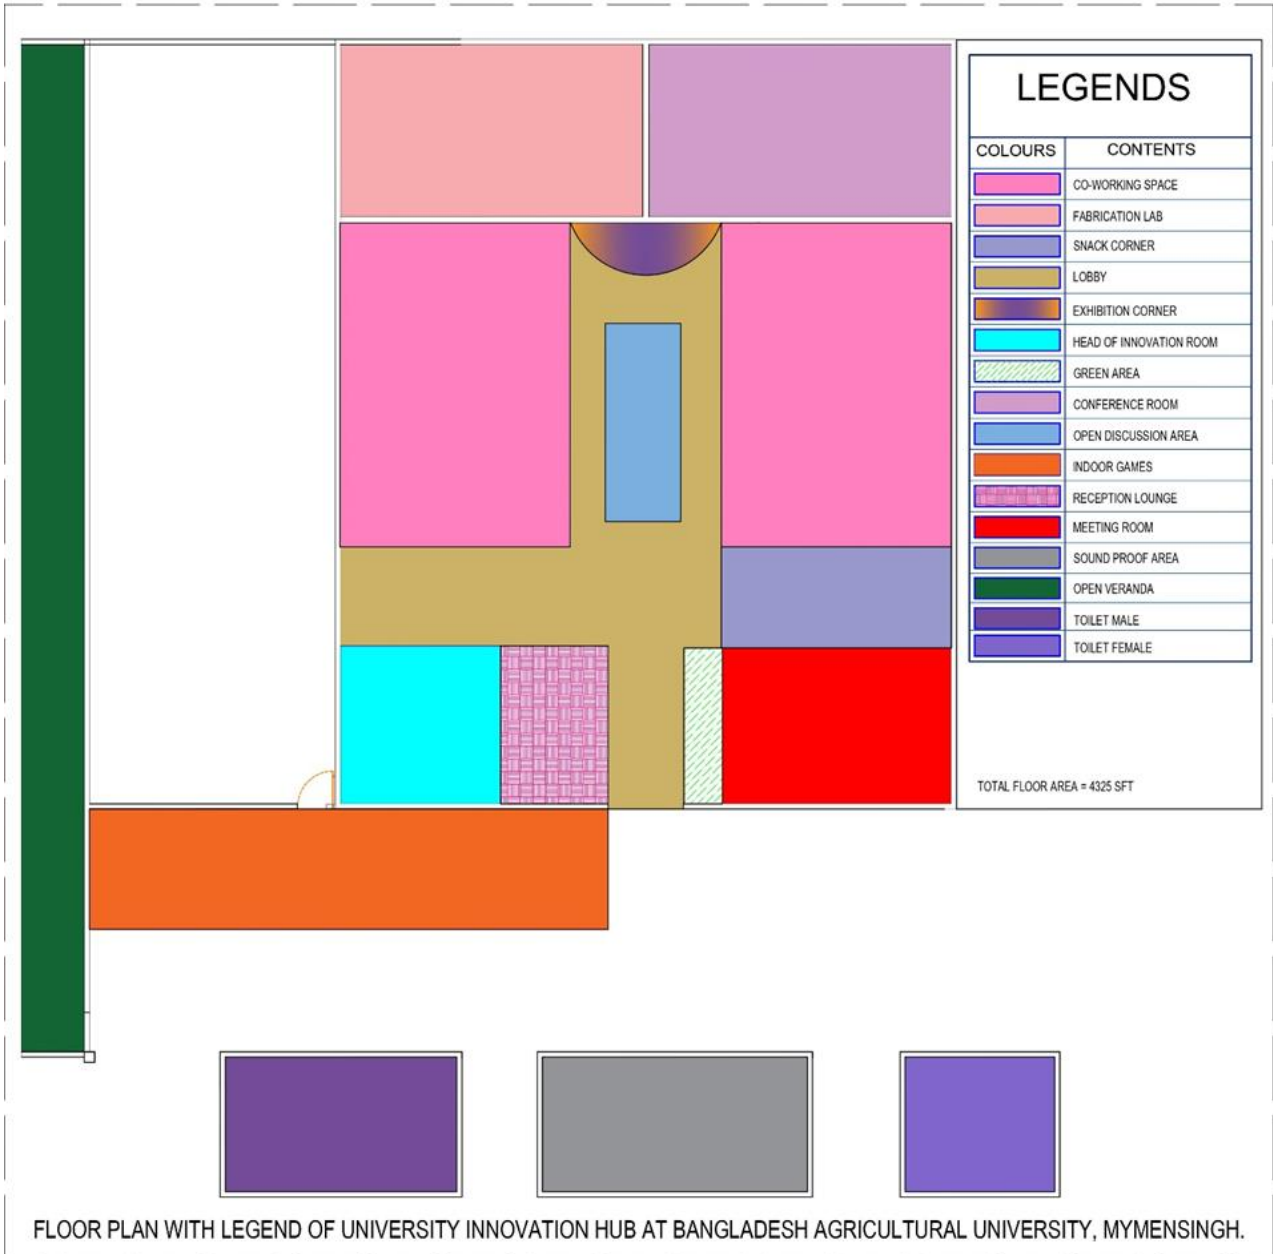 LEGENDS
COLOURS CONTENTS
CO-WORKING SPACE
FABRICATION LAB
SNACK CORNER
LOBBY
EXHIBITION CORNER
HEAD OF INNOVATION ROOM
GREEN AREA
CONFERENCE ROOM
OPEN DISCUSSION AREA
INDOOR GAMES
RECEPTION LOUNGE
MEETING ROOM
SOUND PROOF AREA
OPEN VERANDA
TOILET MALE
TOILET FEMALE
TOTAL FLOOR AREA = 4325 SFT
FLOOR PLAN WITH LEGEND OF UNIVERSITY INNOVATION HUB AT BANGLADESH AGRICULTURAL UNIVERSITY, MYMENSINGH.